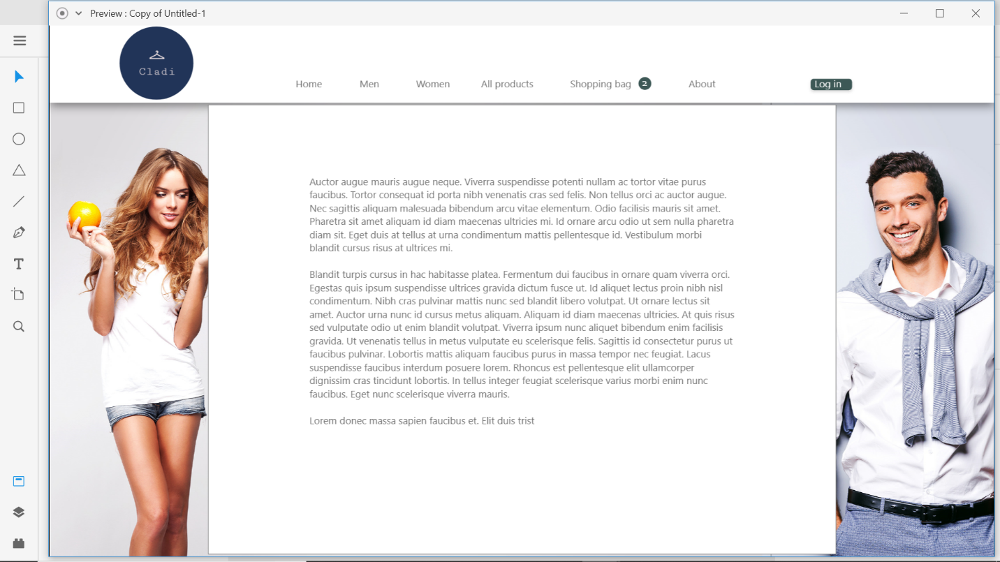 Preview : Copy of Untitled-1
Cladi
Home Men Women All products Shopping bag 2 About Log in
Auctor augue mauris augue neque. Viverra suspendisse potenti nullam ac tortor vitae purus
faucibus. Tortor consequat id porta nibh venenatis cras sed felis. Non tellus orci ac auctor augue.
Nec sagittis aliquam malesuada bibendum arcu vitae elementum. Odio facilisis mauris sit amet.
Pharetra sit amet aliquam id diam maecenas ultricies mi. Id ornare arcu odio ut sem nulla pharetra
diam sit. Eget duis at tellus at urna condimentum mattis pellentesque id. Vestibulum morbi
blandit cursus risus at ultrices mi.
Blandit turpis cursus in hac habitasse platea. Fermentum dui faucibus in ornare quam viverra orci.
Egestas quis ipsum suspendisse ultrices gravida dictum fusce ut. Id aliquet lectus proin nibh nisl
condimentum. Nibh cras pulvinar mattis nunc sed blandit libero volutpat. Ut ornare lectus sit
amet. Auctor urna nunc id cursus metus aliquam. Aliquam id diam maecenas ultricies. At quis risus
sed vulputate odio ut enim blandit volutpat. Viverra ipsum nunc aliquet bibendum enim facilisis
gravida. Ut venenatis tellus in metus vulputate eu scelerisque felis. Sagittis id consectetur purus ut
faucibus pulvinar. Lobortis mattis aliquam faucibus purus in massa tempor nec feugiat. Lacus
suspendisse faucibus interdum posuere lorem. Rhoncus est pellentesque elit ullamcorper
dignissim cras tincidunt lobortis. In tellus integer feugiat scelerisque varius morbi enim nunc
faucibus. Eget nunc scelerisque viverra mauris.
Lorem donec massa sapien faucibus et. Elit duis trist